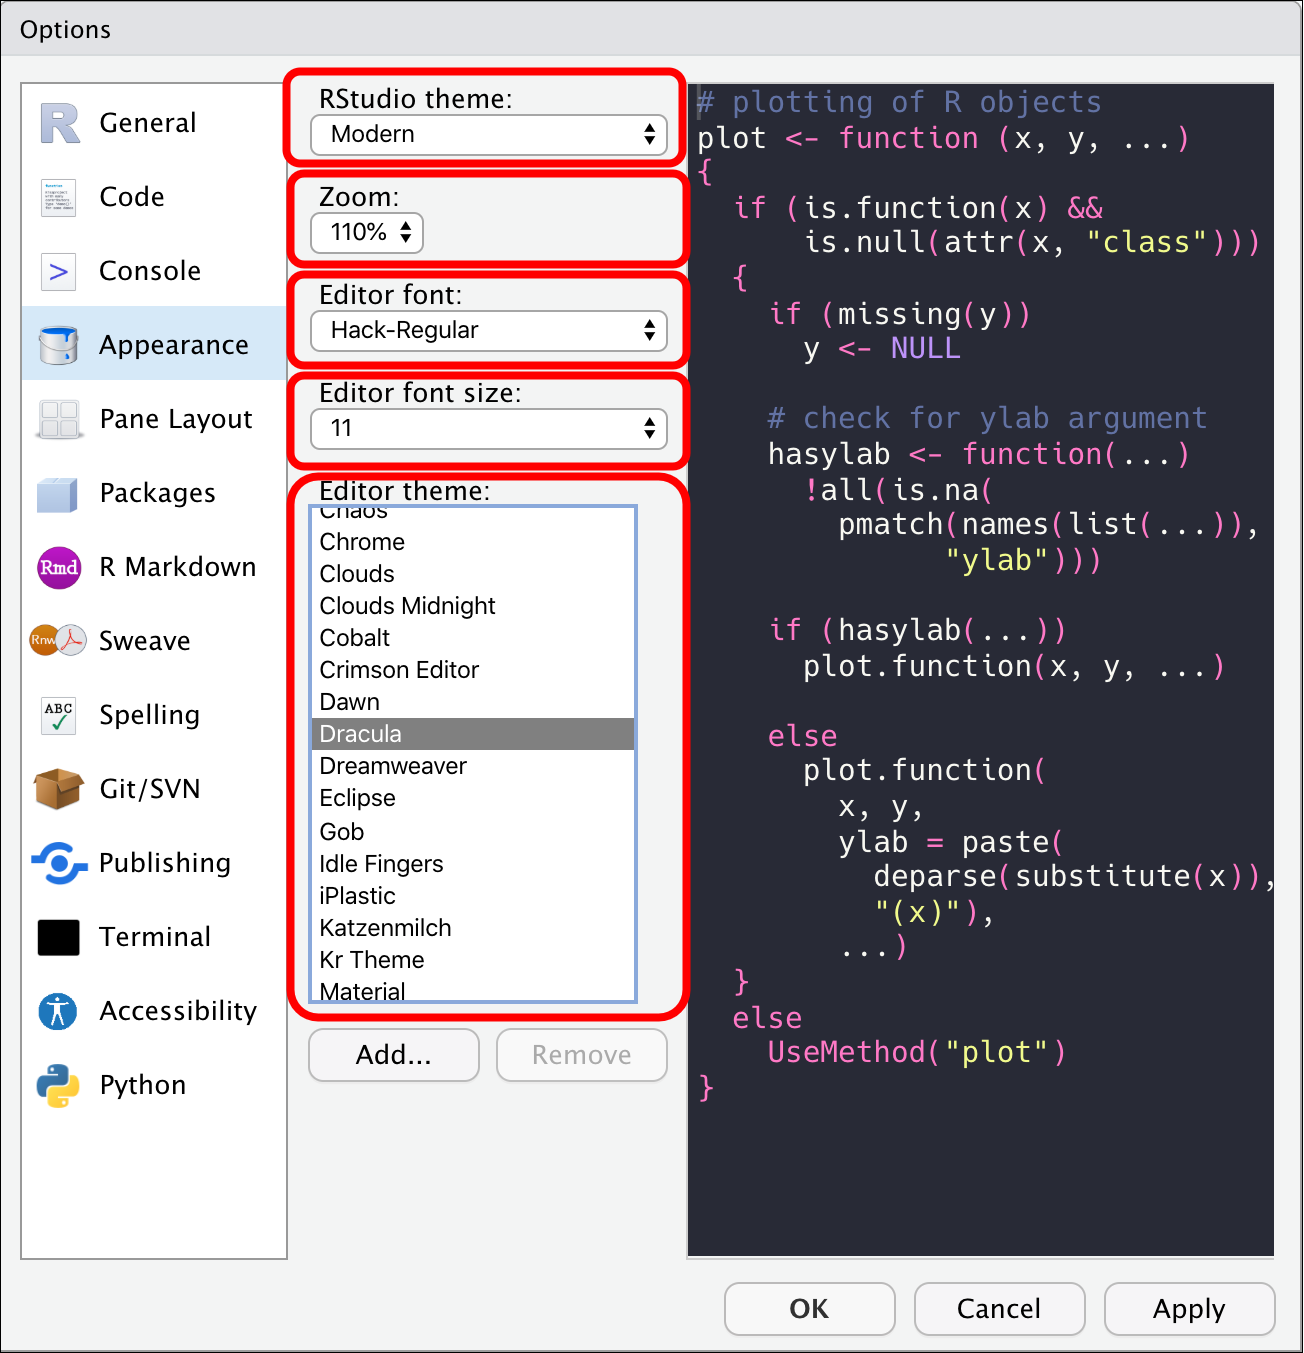 Options
General
Code
Console
Appearance
Pane Layout
Packages
Rmd
R Markdown
Rnw
Sweave
ABC
Spelling
Git/SVN
Publishing
Terminal
Accessibility
Python
RStudio theme:
Modern
Zoom:
110%
Editor font:
Hack-Regular
Editor font size:
11
Editor theme:
Chaos
Chrome
Clouds
Clouds Midnight
Cobalt
Crimson Editor
Dawn
Dracula
Dreamweaver
Eclipse
Gob
Idle Fingers
iPlastic
Katzenmilch
Kr Theme
Material
Add...
Remove
# plotting of R objects
plot <- function (x, y, ...)
{
  if (is.function(x) &&
      is.null(attr(x, "class")))
  {
    if (missing(y))
      y <- NULL
    # check for ylab argument
    hasylab <- function(...)
      !all(is.na(
        pmatch(names(list(...)),
              "ylab")))
    if (hasylab(...))
      plot.function(x, y, ...)
    else
      plot.function(
        x, y,
        ylab = paste(
          deparse(substitute(x)),
          "(x)"),
        ...)
  }
  else
    UseMethod("plot")
}
OK
Cancel
Apply